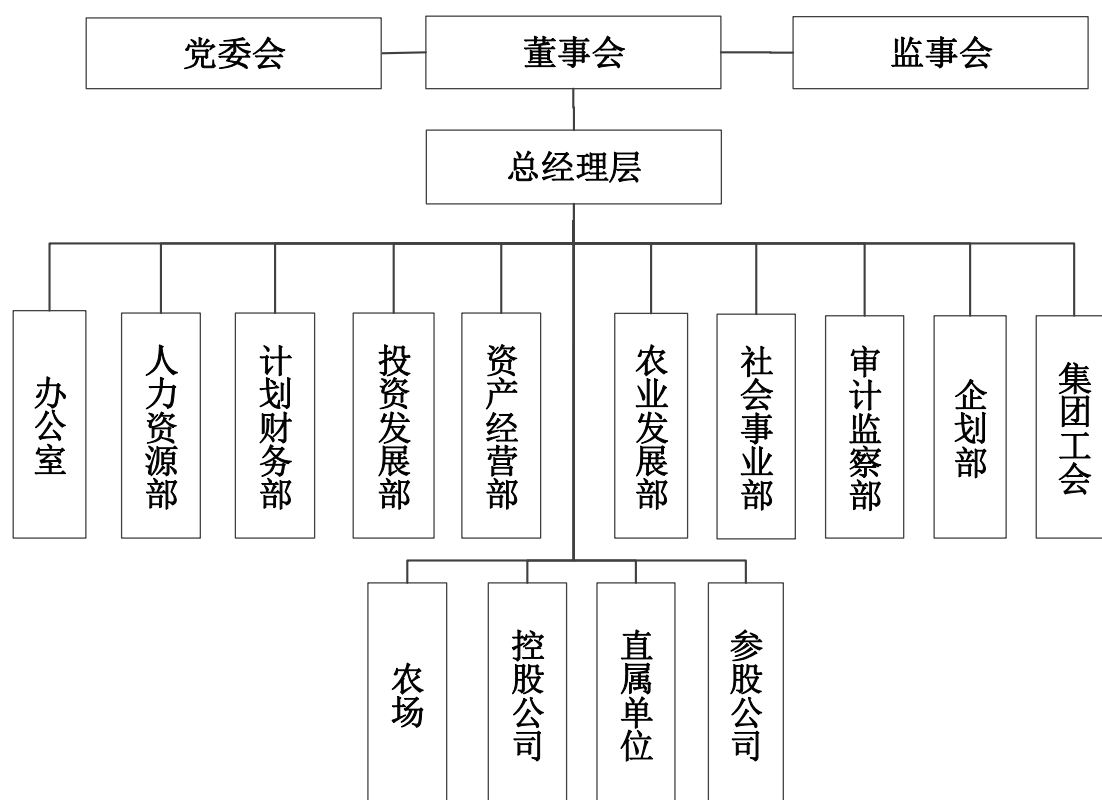 党委会
董事会
监事会
总经理层
办公室
人力资源部
计划财务部
投资发展部
资产经营部
农业发展部
社会事业部
审计监察部
企划部
集团工会
农场
控股公司
直属单位
参股公司